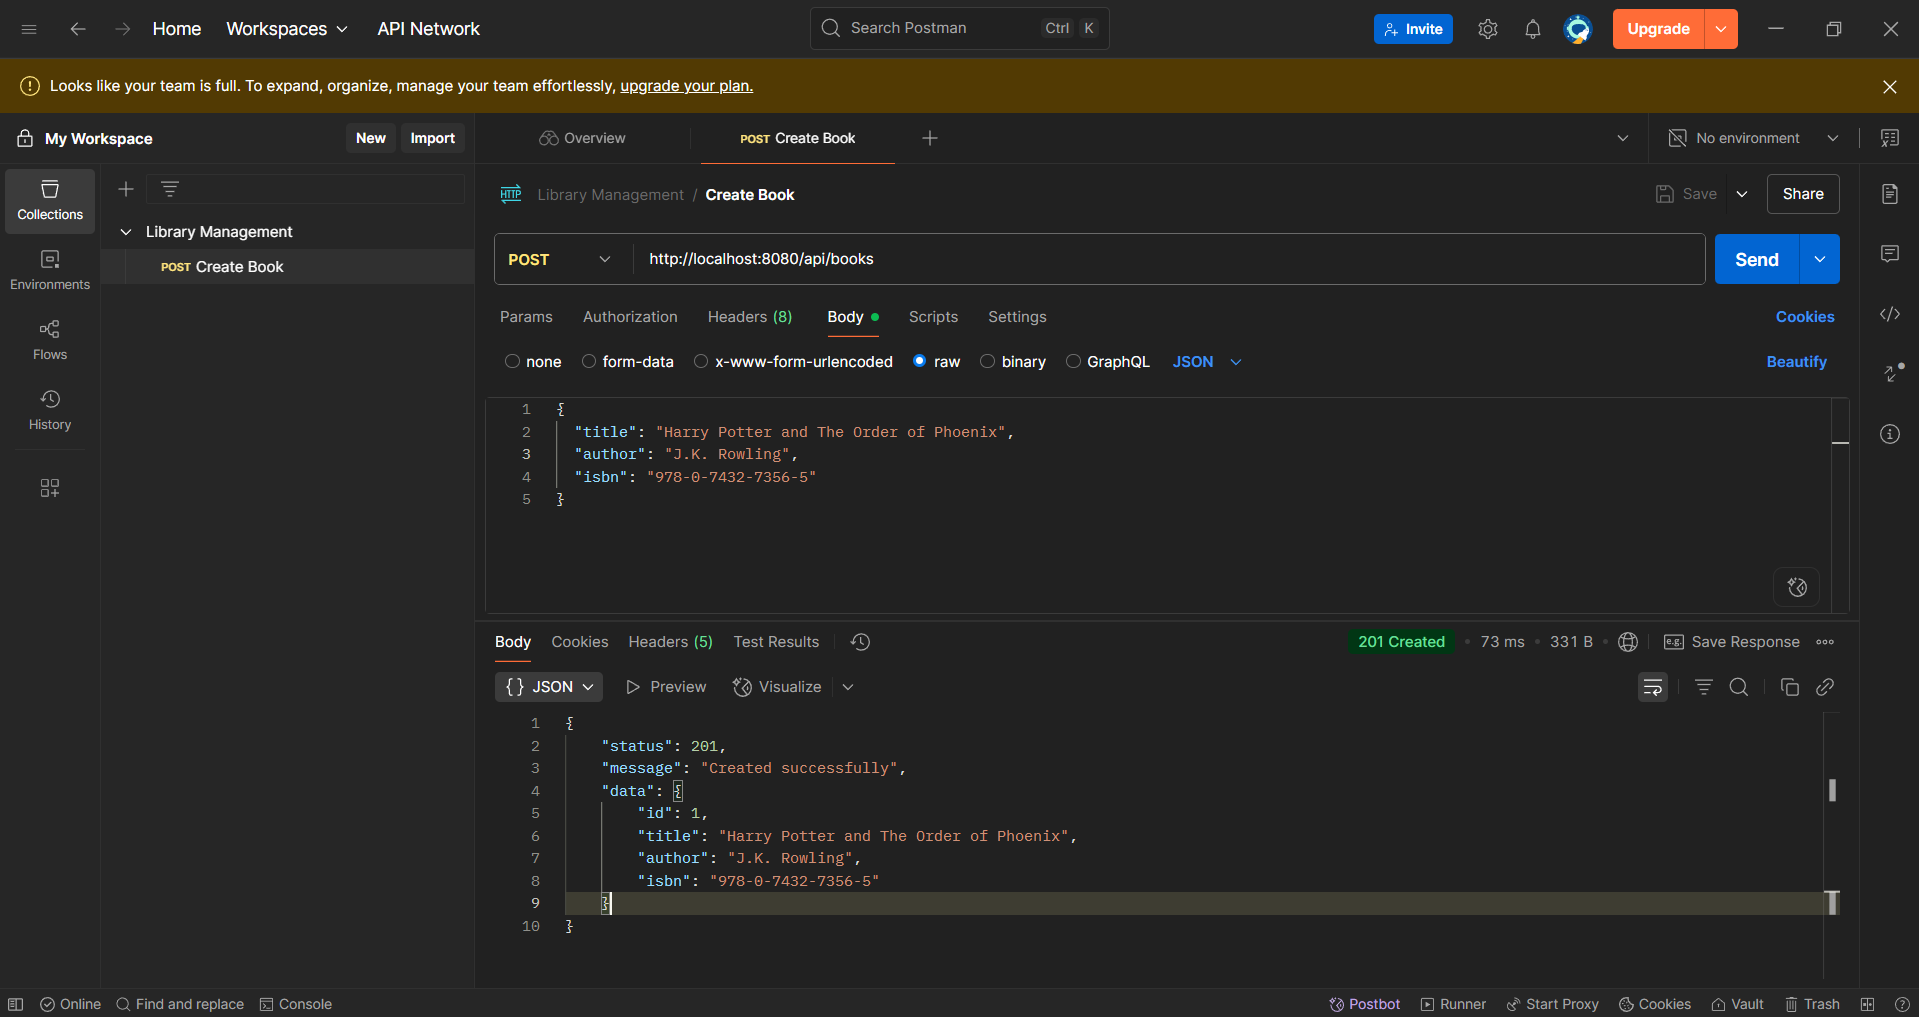 Home Workspaces API Network Search Postman Ctrl K Invite Upgrade
Looks like your team is full. To expand, organize, manage your team effortlessly, upgrade your plan.
My Workspace New Import Overview POST Create Book No environment
Collections
Environments
Flows
History
Library Management
POST Create Book
HTTP Library Management / Create Book Save Share
POST http://localhost:8080/api/books Send
Params Authorization Headers (8) Body Scripts Settings Cookies
none form-data x-www-form-urlencoded raw binary GraphQL JSON Beautify
1 {
2 "title": "Harry Potter and The Order of Phoenix",
3 "author": "J.K. Rowling",
4 "isbn": "978-0-7432-7356-5"
5 }
Body Cookies Headers (5) Test Results 201 Created • 73 ms • 331 B • e.g. Save Response
{} JSON Preview Visualize
1 {
2 "status": 201,
3 "message": "Created successfully",
4 "data": {
5 "id": 1,
6 "title": "Harry Potter and The Order of Phoenix",
7 "author": "J.K. Rowling",
8 "isbn": "978-0-7432-7356-5"
9 }
10 }
Online Find and replace Console Postbot Runner Start Proxy Cookies Vault Trash